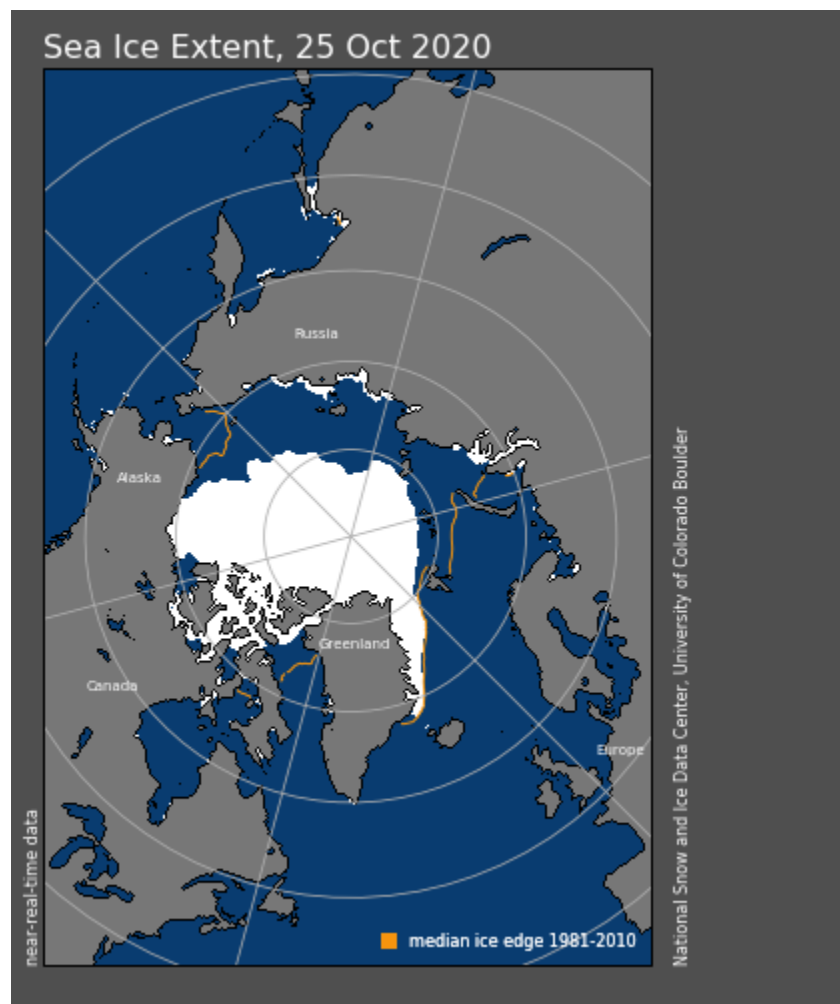 Sea Ice Extent, 25 Oct 2020
Russia
Alaska
Greenland
Canada
Europe
near-real-time data
National Snow and Ice Data Center, University of Colorado Boulder
median ice edge 1981-2010